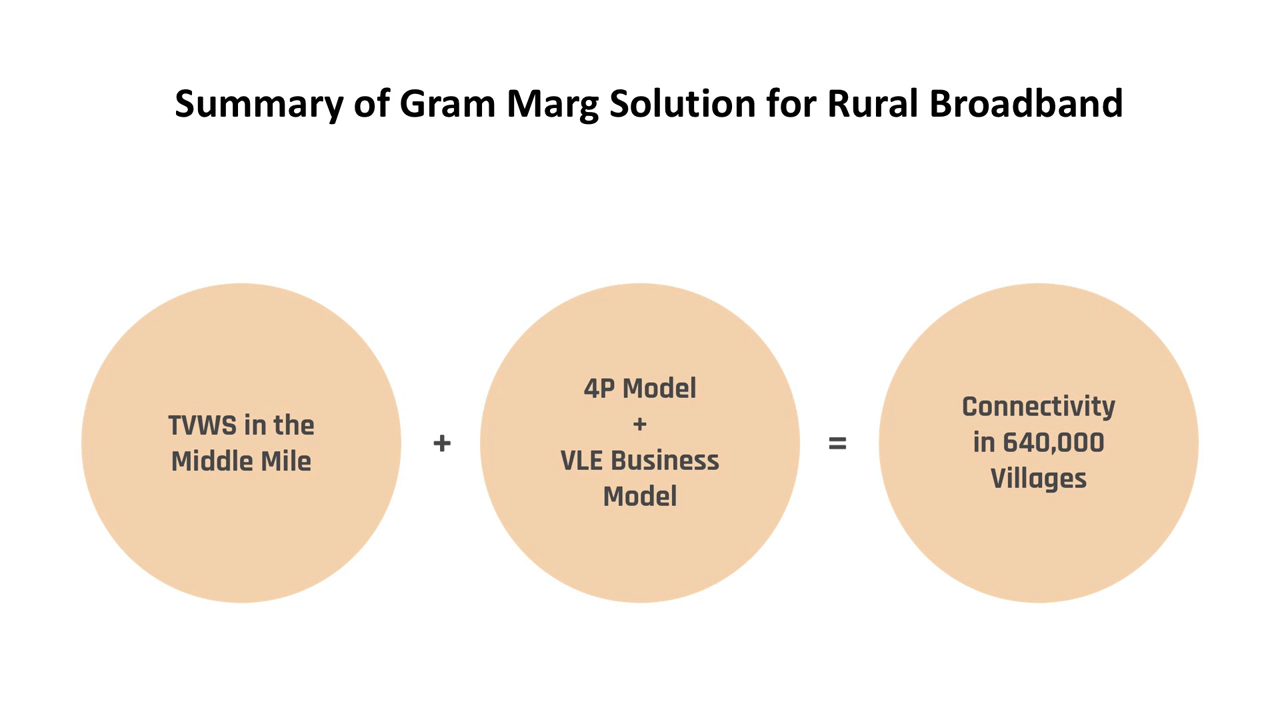 Summary of Gram Marg Solution for Rural Broadband
TVWS in the
Middle Mile
+
4P Model
+
VLE Business
Model
=
Connectivity
in 640,000
Villages